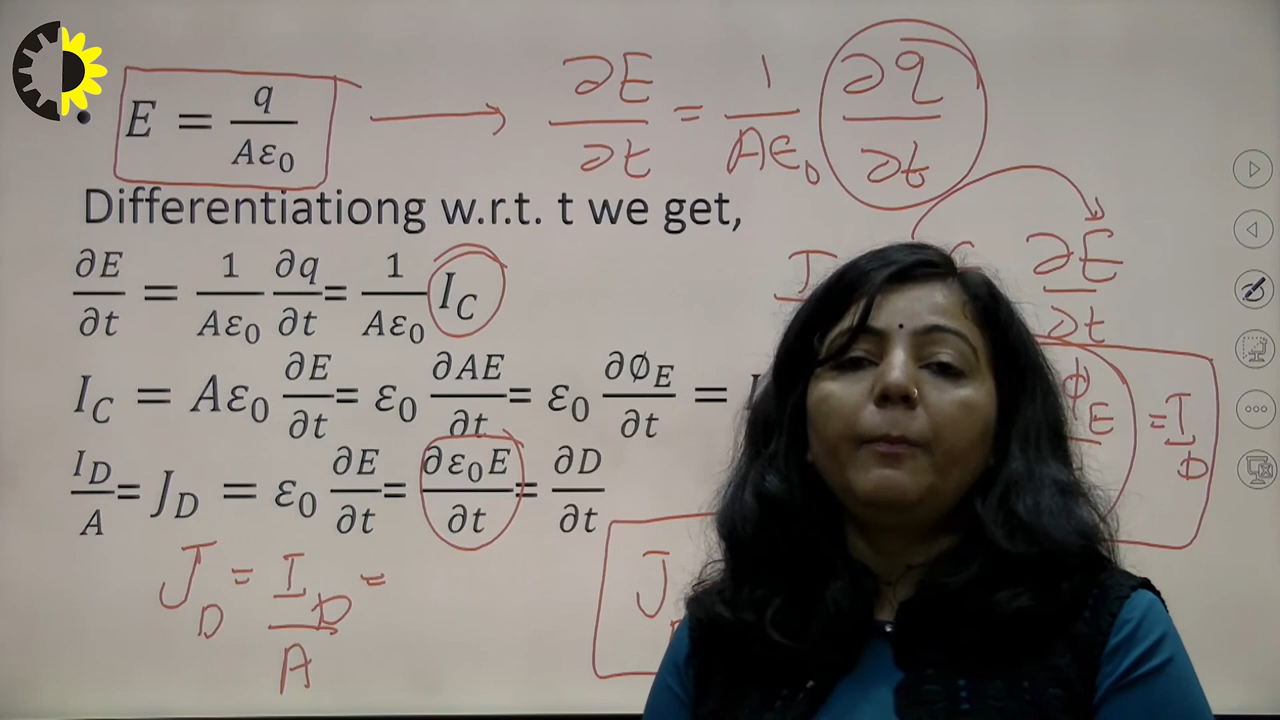 • E = q/Aε₀ → ∂E/∂t = 1/Aε₀ ∂q/∂t
Differentiationg w.r.t. t we get,
∂E/∂t = 1/Aε₀ ∂q/∂t = 1/Aε₀ I_C
∂E/∂t
I_C = Aε₀ ∂E/∂t = ε₀ ∂AE/∂t = ε₀ ∂ϕ_E/∂t =
ϕ_E = I_D
I_D/A = J_D = ε₀ ∂E/∂t = ∂ε₀E/∂t = ∂D/∂t
J_D = I_D/A =
J